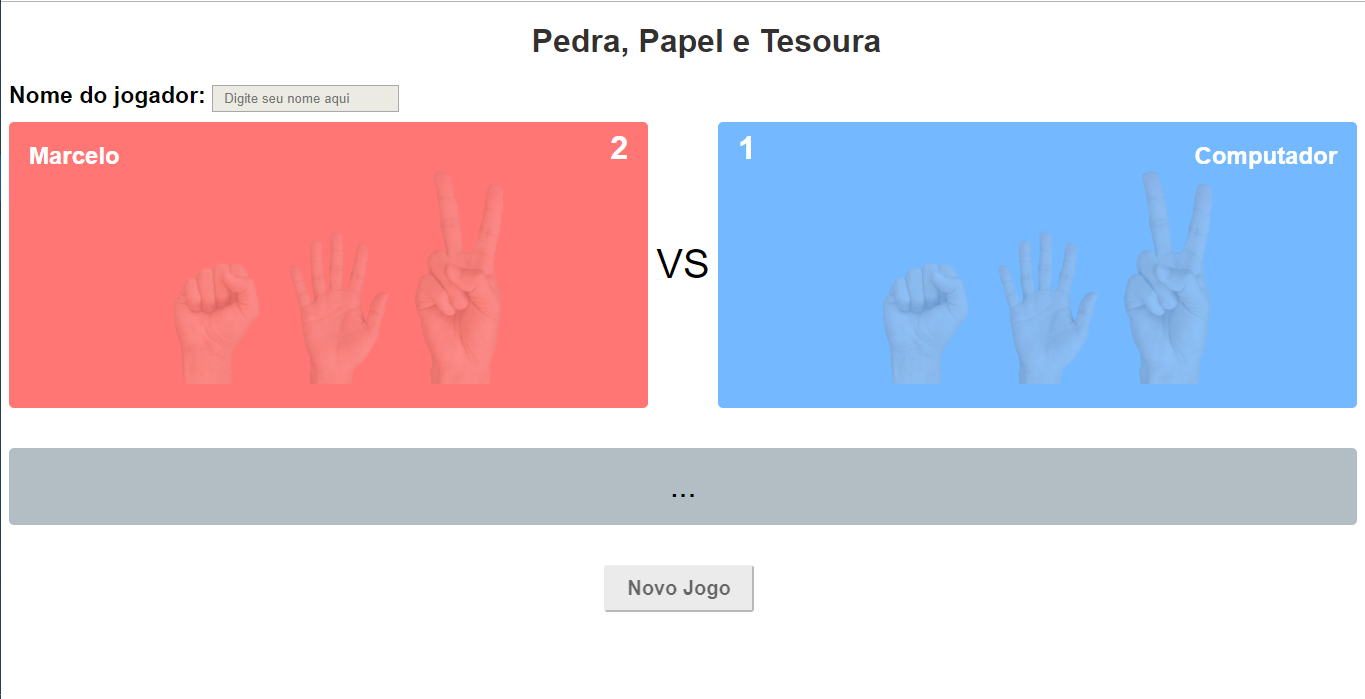 Pedra, Papel e Tesoura
Nome do jogador: Digite seu nome aqui
Marcelo 2
VS
1 Computador
...
Novo Jogo